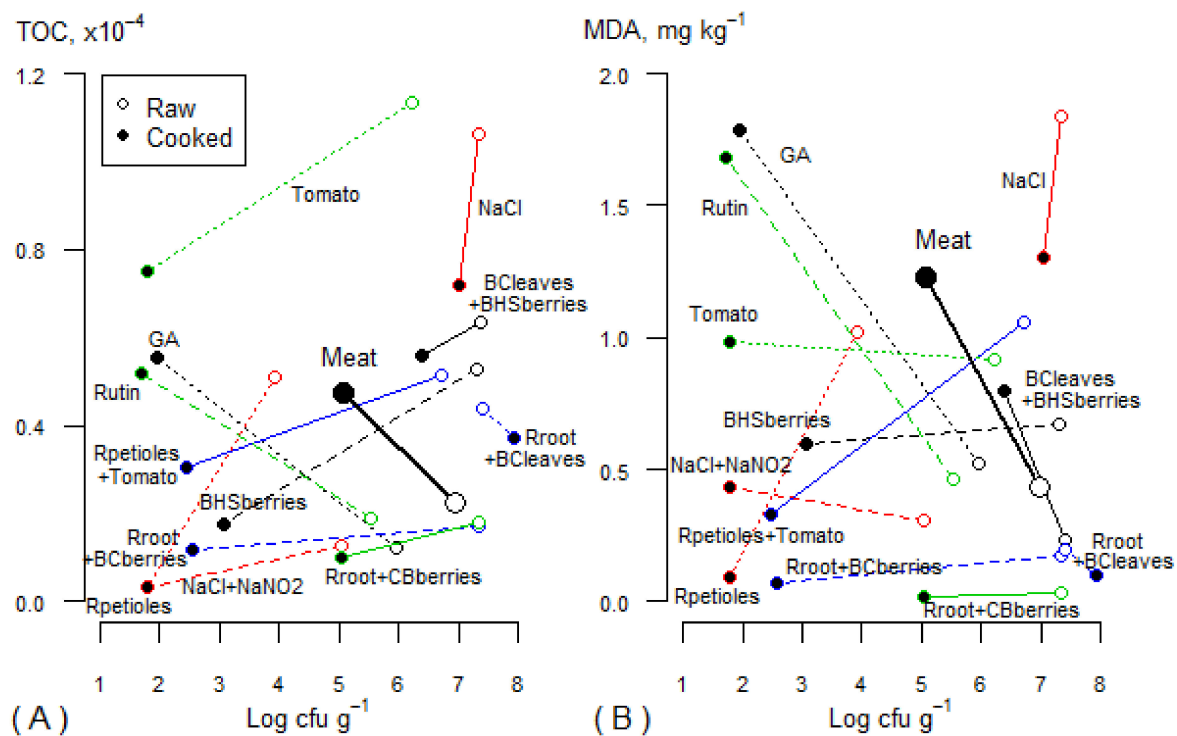 TOC, x10⁻⁴
1.2
0.8
0.4
0.0
Raw
Cooked
Tomato
NaCl
BCleaves
+BHSberries
GA
Meat
Rutin
Rpetioles
+Tomato
Rroot
+BCleaves
BHSberries
Rroot
+BCberries
NaCl+NaNO2
Rroot+CBberries
Rpetioles
1 2 3 4 5 6 7 8
( A )
Log cfu g⁻¹
MDA, mg kg⁻¹
2.0
1.5
1.0
0.5
0.0
GA
NaCl
Rutin
Meat
Tomato
BCleaves
+BHSberries
BHSberries
NaCl+NaNO2
Rpetioles+Tomato
Rroot
+BCleaves
Rroot+BCberries
Rpetioles
Rroot+CBberries
1 2 3 4 5 6 7 8
( B )
Log cfu g⁻¹